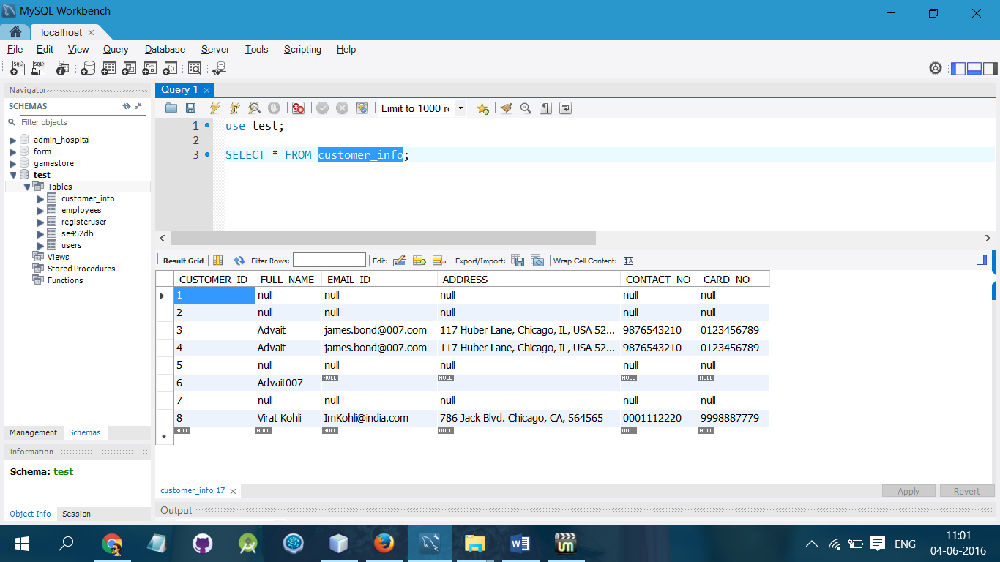 MySQL Workbench
localhost
File Edit View Query Database Server Tools Scripting Help
Navigator
SCHEMAS
Filter objects
admin_hospital
form
gamestore
test
Tables
customer_info
employees
registeruser
se452db
users
Views
Stored Procedures
Functions
Management Schemas
Information
Schema: test
Object Info Session
Query 1
Limit to 1000 rc
1 use test;
2
3 SELECT * FROM customer_info;
Result Grid Filter Rows: Edit: Export/Import: Wrap Cell Content:
CUSTOMER_ID FULL_NAME EMAIL_ID ADDRESS CONTACT_NO CARD_NO
1 null null null null null
2 null null null null null
3 Advait james.bond@007.com 117 Huber Lane, Chicago, IL, USA 52... 9876543210 0123456789
4 Advait james.bond@007.com 117 Huber Lane, Chicago, IL, USA 52... 9876543210 0123456789
5 null null null null null
6 Advait007 NULL NULL NULL NULL
7 null null null null null
8 Virat Kohli ImKohli@india.com 786 Jack Blvd. Chicago, CA, 564565 0001112220 9998887779
* NULL NULL NULL NULL NULL NULL
customer_info 17
Apply Revert
Output
ENG
11:01
04-06-2016